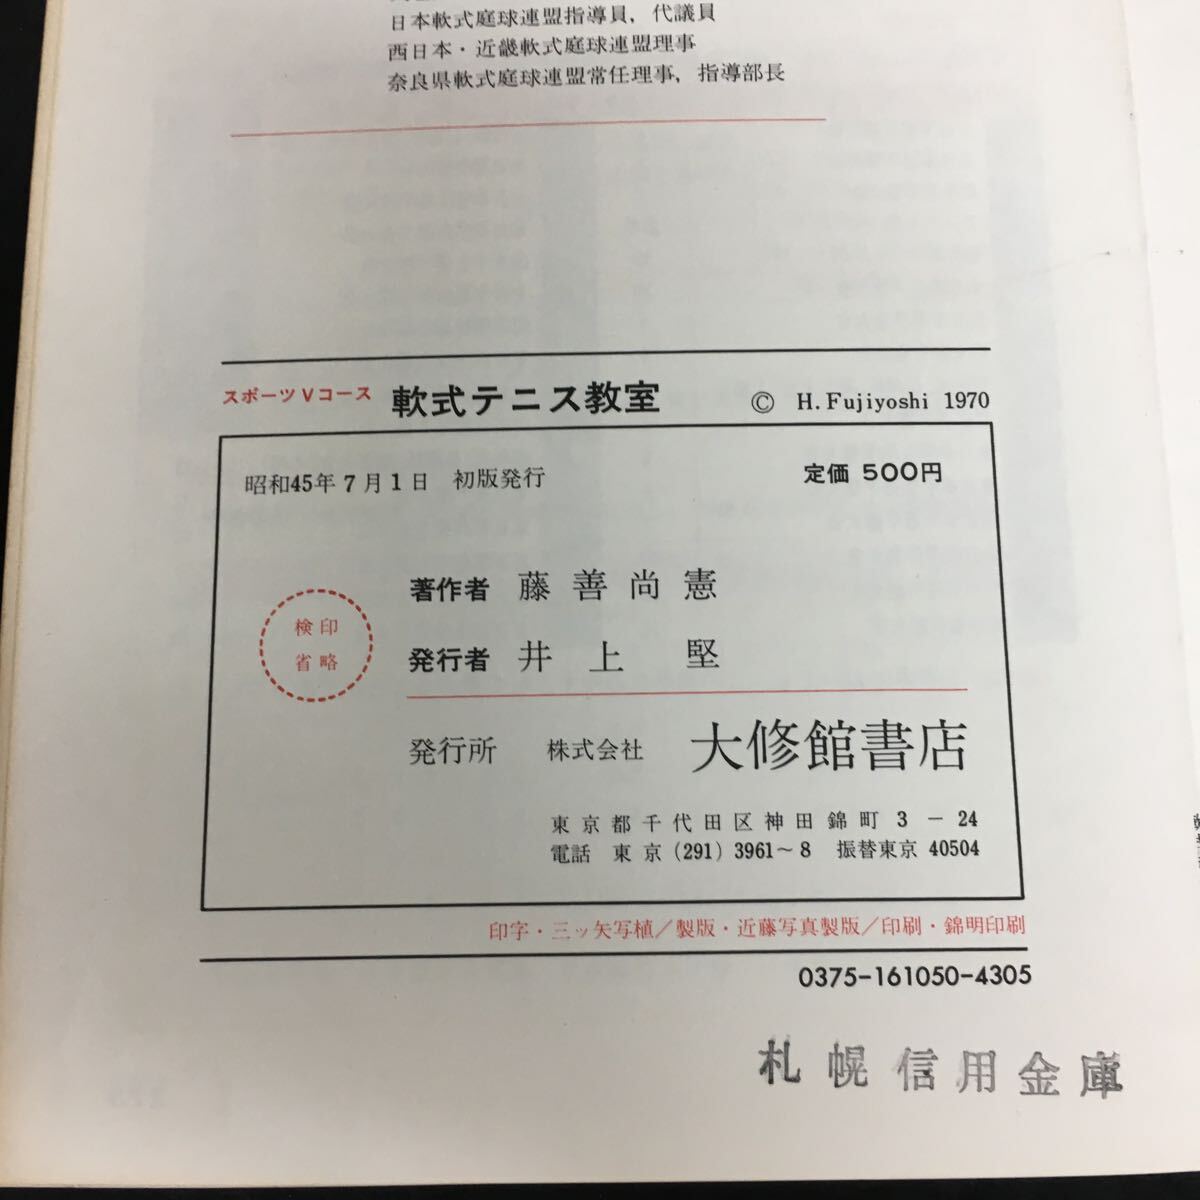 日本軟式庭球連盟指導員，代議員
西日本・近畿軟式庭球連盟理事
奈良県軟式庭球連盟常任理事，指導部長
スポーツVコース 軟式テニス教室 © H. Fujiyoshi 1970
昭和45年7月1日 初版発行 定価 500円
検印
省略
著作者 藤善尚憲
発行者 井上堅
発行所 株式会社 大修館書店
東京都千代田区神田錦町3－24
電話 東京(291)3961～8 振替東京 40504
印字・三ッ矢写植／製版・近藤写真製版／印刷・錦明印刷
0375-161050-4305
札幌信用金庫